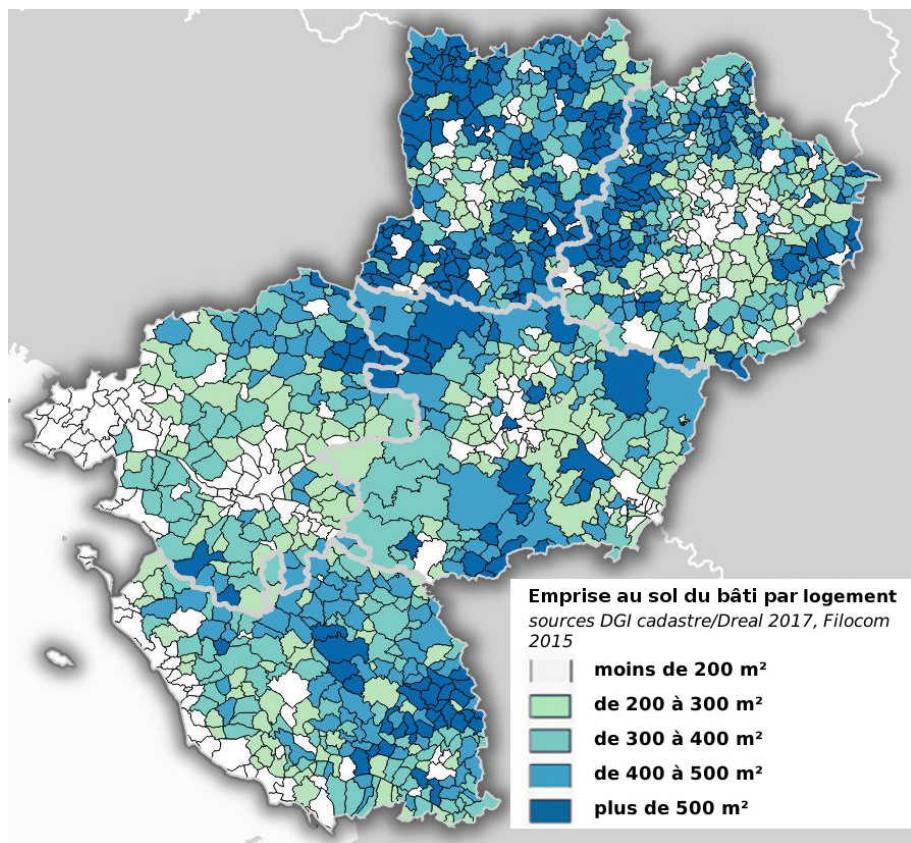 Emprise au sol du bâti par logement
sources DGI cadastre/Dreal 2017, Filocom
2015
moins de 200 m²
de 200 à 300 m²
de 300 à 400 m²
de 400 à 500 m²
plus de 500 m²